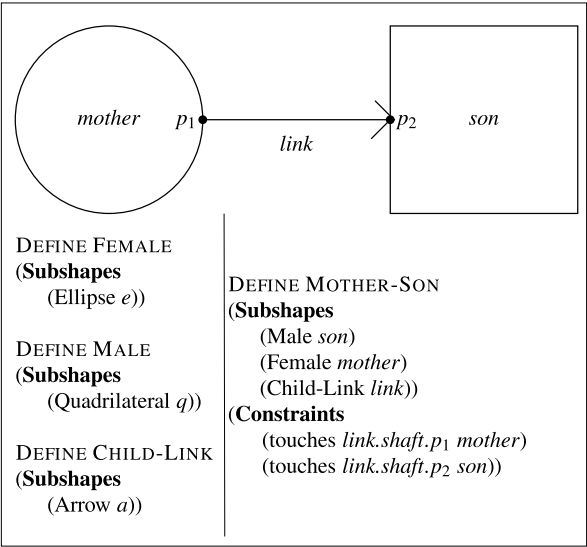 mother p₁ p₂ son
link
DEFINE FEMALE
(Subshapes
(Ellipse e))
DEFINE MALE
(Subshapes
(Quadrilateral q))
DEFINE CHILD-LINK
(Subshapes
(Arrow a))
DEFINE MOTHER-SON
(Subshapes
(Male son)
(Female mother)
(Child-Link link))
(Constraints
(touches link.shaft.p₁ mother)
(touches link.shaft.p₂ son))